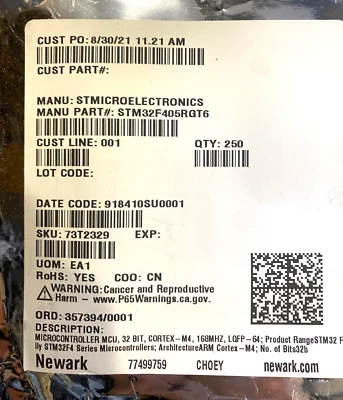 CUST PO: 8/30/21 11.21 AM
CUST PART#:
MANU: STMICROELECTRONICS
MANU PART#: STM32F405RGT6
CUST LINE: 001 QTY: 250
LOT CODE:
DATE CODE: 918410SU0001
SKU: 73T2329 EXP:
UOM: EA1
RoHS: YES COO: CN
WARNING: Cancer and Reproductive
Harm - www.P65Warnings.ca.gov.
ORD: 357394/0001
DESCRIPTION:
MICROCONTROLLER MCU, 32 BIT, CORTEX-M4, 168MHZ, LQFP-64; Product RangeSTM32 F
lly STM32F4 Series Microcontrollers; ArchitectureARM Cortex-M4; No. of Bits32b
Newark 77499759 CHOEY newark.com